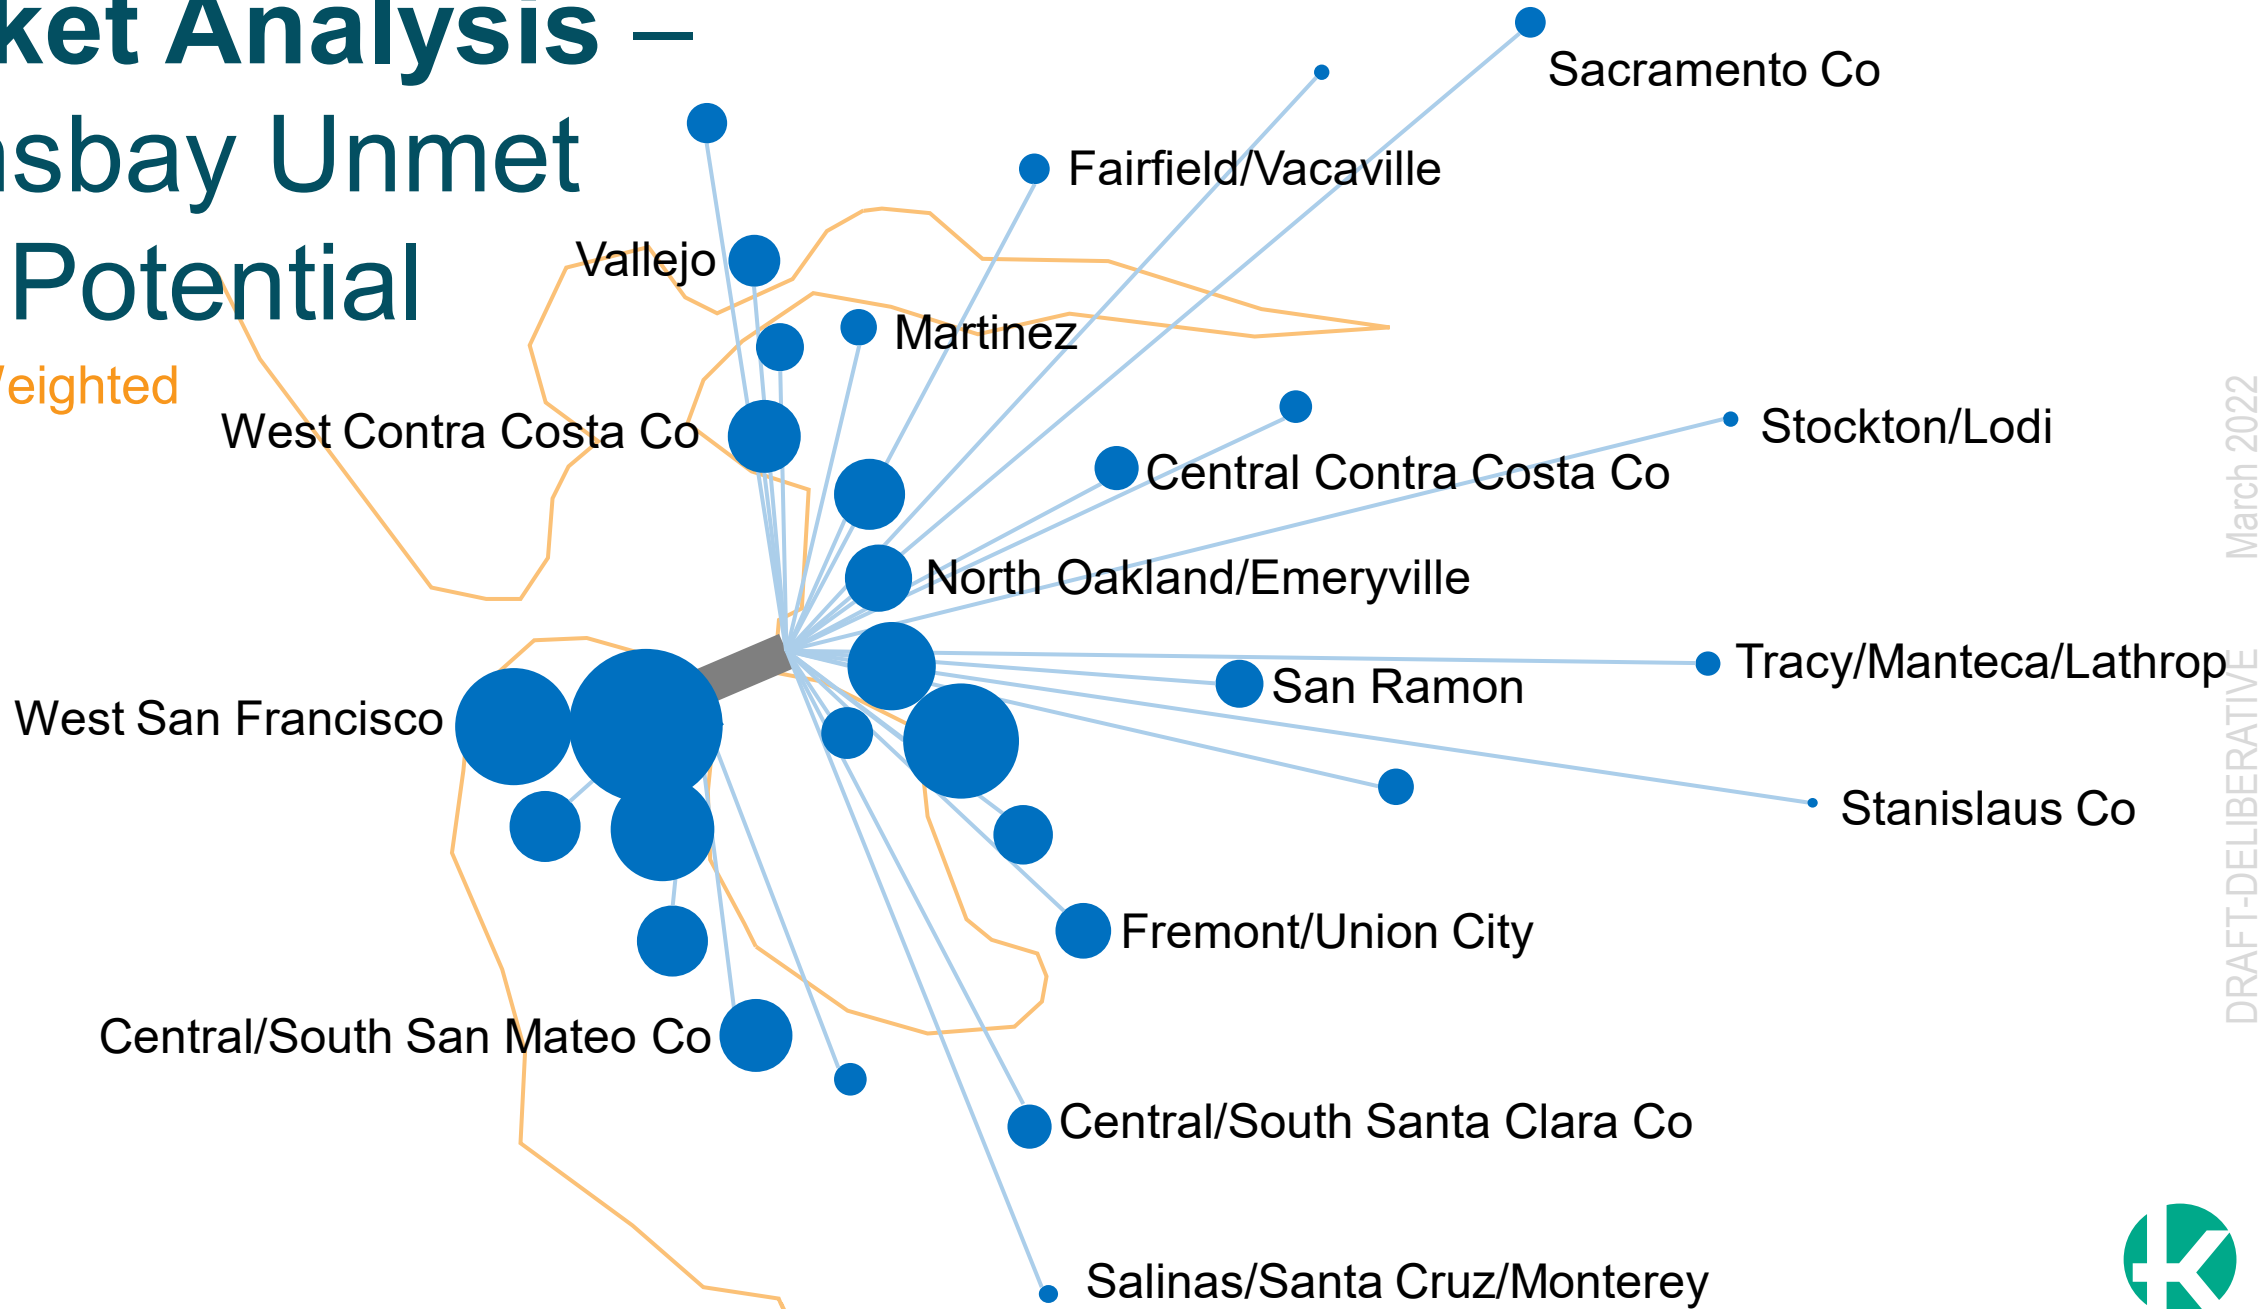 ket Analysis –
nsbay Unmet
Potential
Weighted
Sacramento Co
Fairfield/Vacaville
Vallejo
Martinez
West Contra Costa Co
Stockton/Lodi
Central Contra Costa Co
North Oakland/Emeryville
Tracy/Manteca/Lathrop
San Ramon
West San Francisco
Stanislaus Co
Fremont/Union City
Central/South San Mateo Co
Central/South Santa Clara Co
Salinas/Santa Cruz/Monterey
DRAFT-DELIBERATIVE March 2022